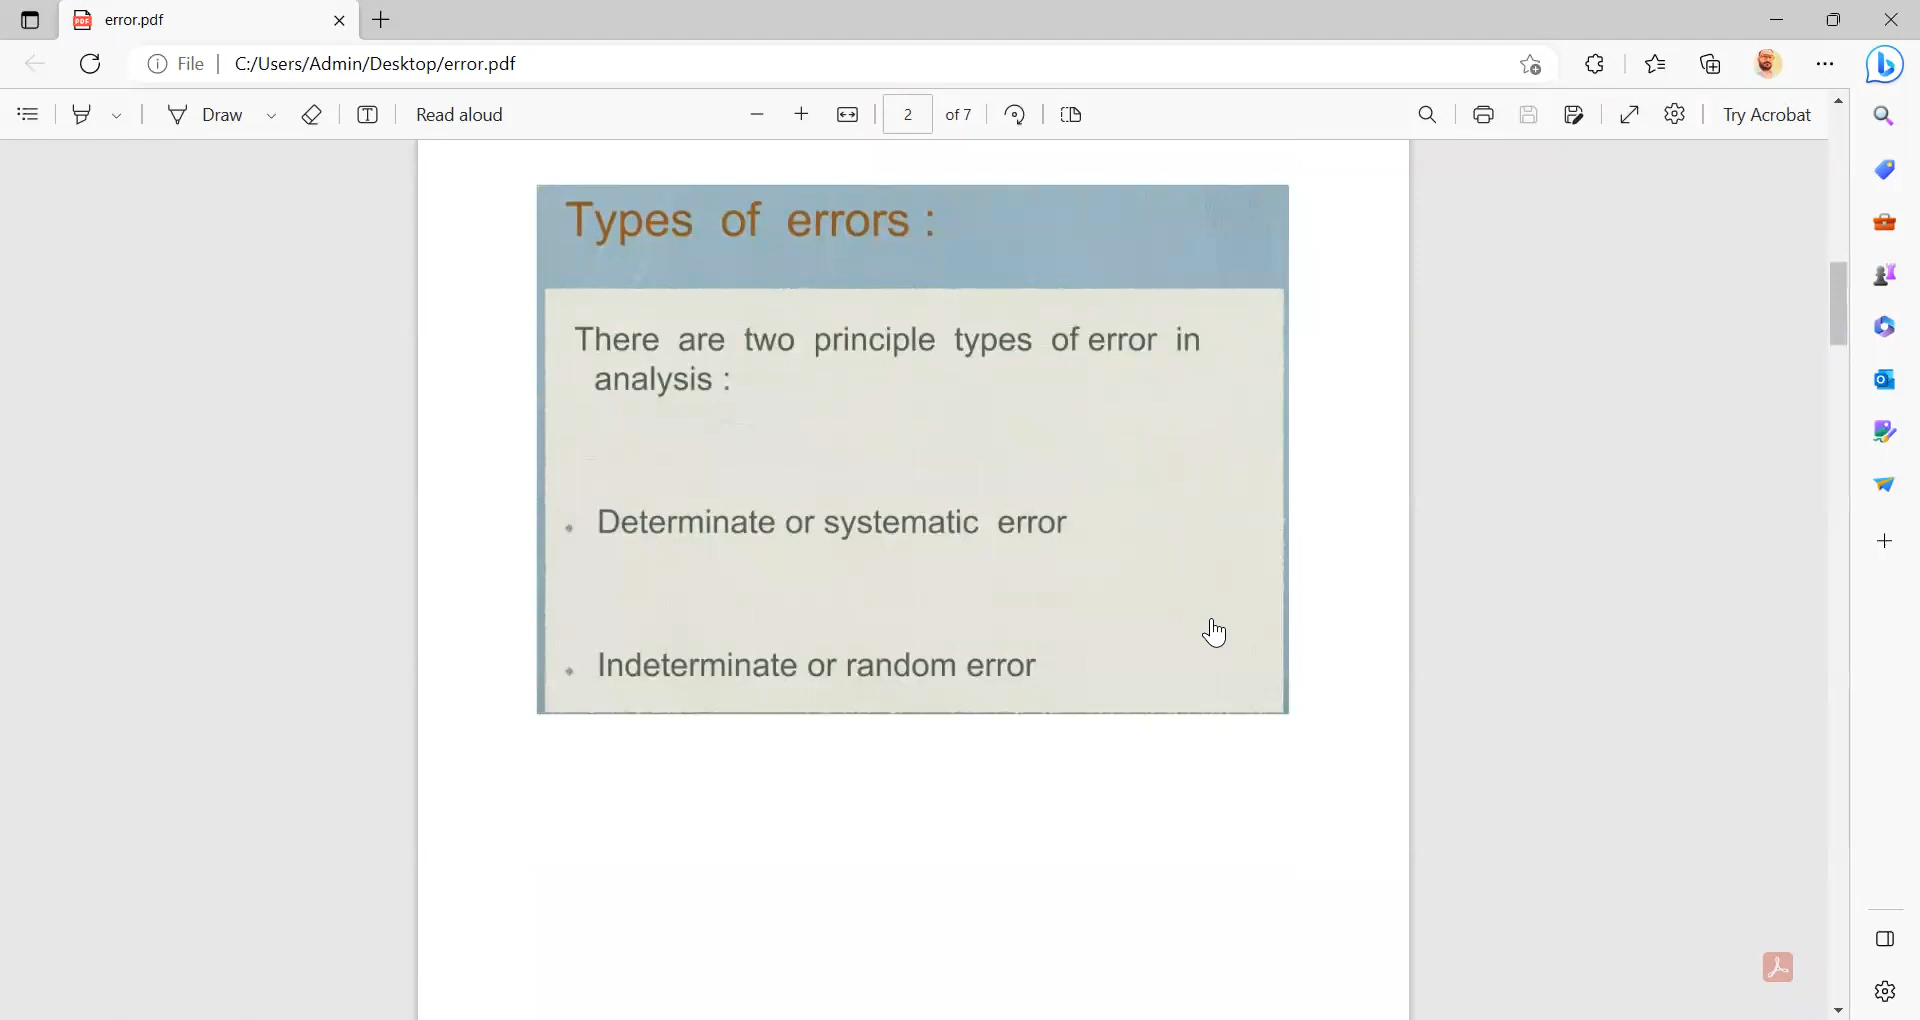 error.pdf
File
C:/Users/Admin/Desktop/error.pdf
Draw
Read aloud
2 of 7
Try Acrobat
Types of errors :
There are two principle types of error in
analysis :
• Determinate or systematic error
• Indeterminate or random error